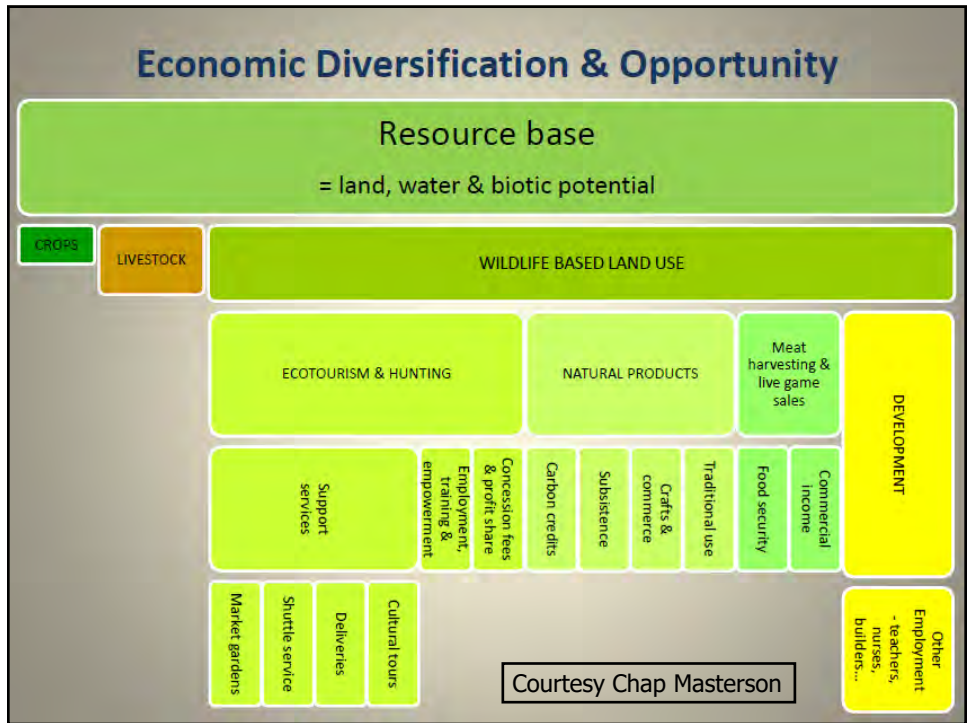 Economic Diversification & Opportunity
Resource base
= land, water & biotic potential
CROPS
LIVESTOCK
WILDLIFE BASED LAND USE
ECOTOURISM & HUNTING
NATURAL PRODUCTS
Meat
harvesting &
live game
sales
DEVELOPMENT
Support
services
Employment,
training &
empowerment
Concession fees
& profit share
Carbon credits
Subsistence
Crafts &
commerce
Traditional use
Food security
Commercial
income
Market gardens
Shuttle service
Deliveries
Cultural tours
Other
Employment
- teachers,
nurses,
builders...
Courtesy Chap Masterson